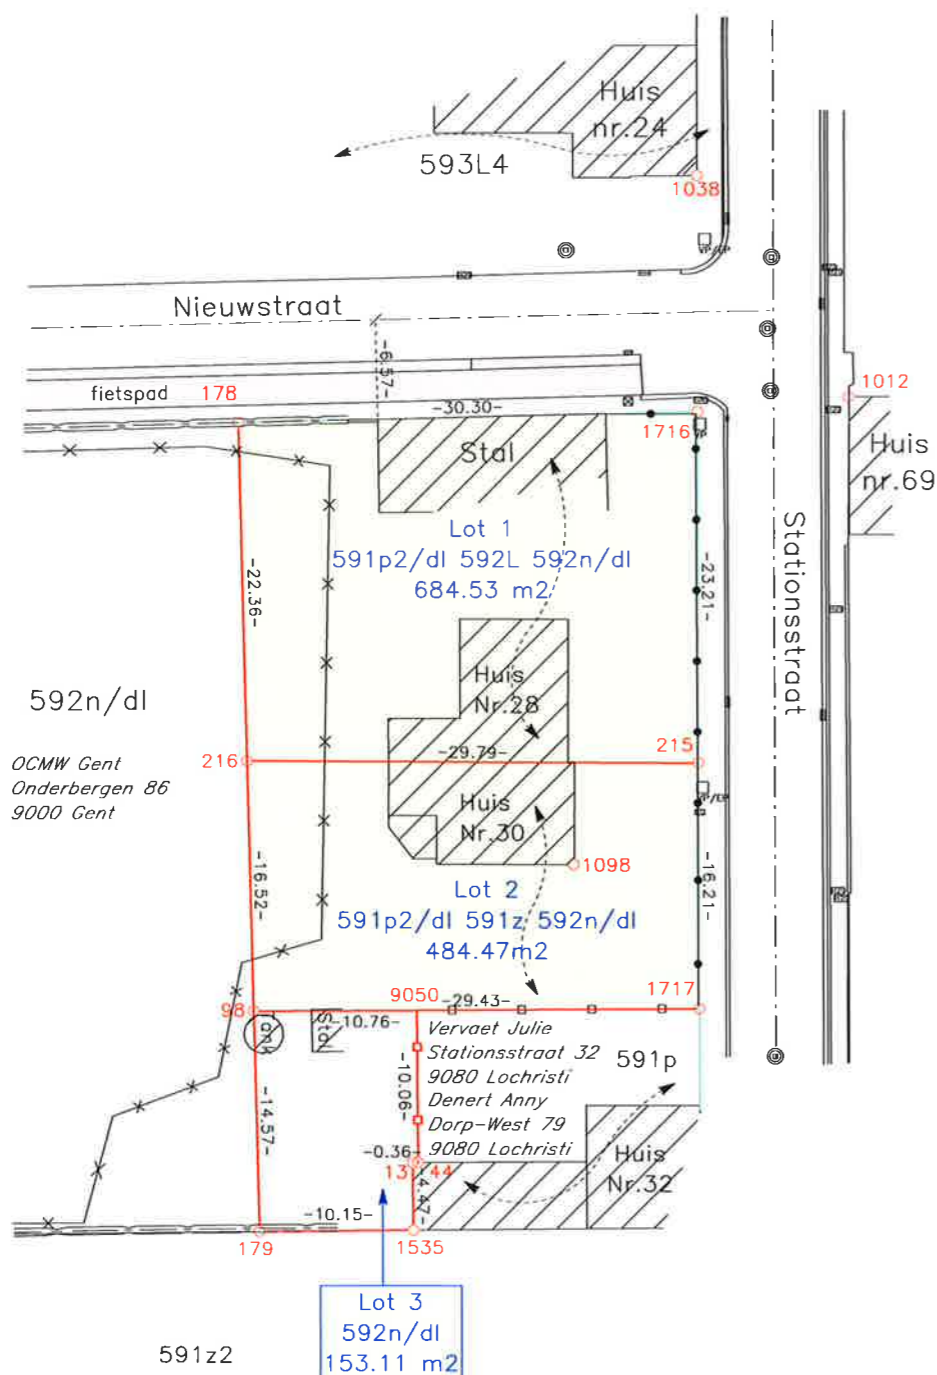 Huis
nr.24
593L4
1038
Nieuwstraat
-6.57-
fietspad
178
-30.30-
1716
1012
Huis
nr.69
Stal
Lot 1
591p2/dl 592L 592n/dl
684.53 m2
-22.36-
-23.21-
Stationsstraat
592n/dl
OCMW Gent
Onderbergen 86
9000 Gent
Huis
Nr.28
216
-29.79-
215
Huis
Nr.30
1098
-16.52-
-16.21-
Lot 2
591p2/dl 591z 592n/dl
484.47m2
98
9050
-29.43-
1717
Stal
-10.76-
Vervaet Julie
Stationsstraat 32
9080 Lochristi
Denert Anny
Dorp-West 79
9080 Lochristi
591p
-14.57-
-10.06-
-0.36-
44
-4.47-
Huis
Nr.32
-10.15-
179
1535
Lot 3
592n/dl
153.11 m2
591z2